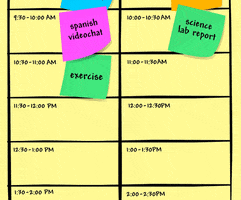 9:30-10:00 AM
10:00-10:30 AM
spanish
videochat
science
lab report
10:30-11:00 AM
11:00-11:30AM
exercise
11:30-12:00 PM
12:00-12:30PM
12:30-1:00 PM
1:00-1:30PM
1:30-2:00 PM
2:00-2:30PM